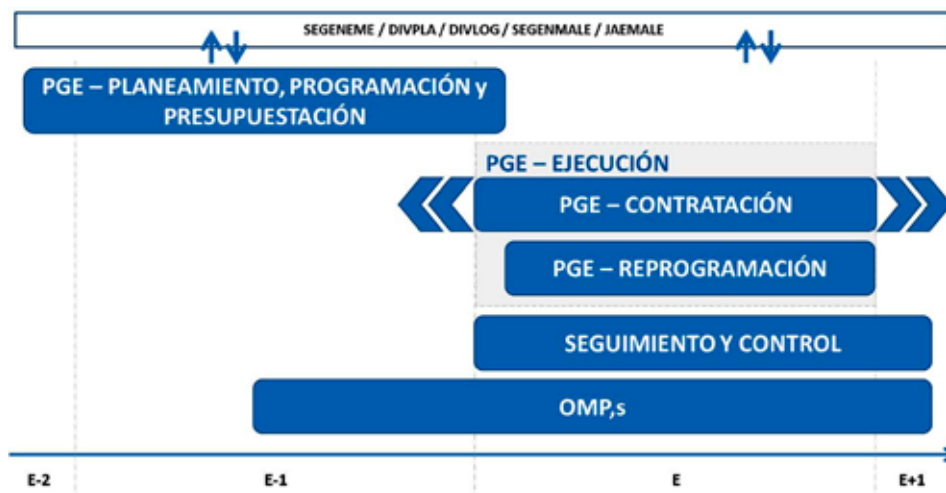 SEGENEME / DIVPLA / DIVLOG / SEGENMALE / JAEMALE
PGE – PLANEAMIENTO, PROGRAMACIÓN y
PRESUPUESTACIÓN
PGE – EJECUCIÓN
PGE – CONTRATACIÓN
PGE – REPROGRAMACIÓN
SEGUIMIENTO Y CONTROL
OMP,s
E-2
E-1
E
E+1